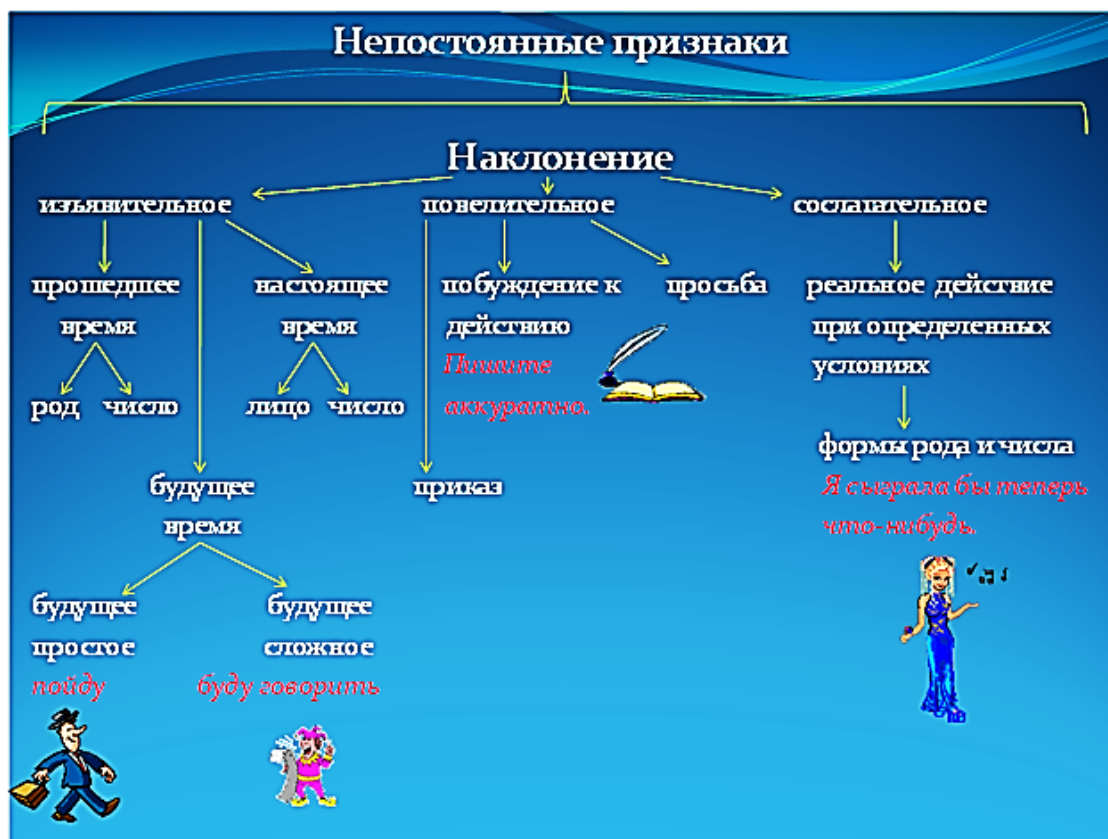 Непостоянные признаки
Наклонение
изъявительное повелительное сослагательное
прошедшее
время
настоящее
время
побуждение к
действию
Пишите
аккуратно.
просьба
реальное действие
при определенных
условиях
род число
лицо число
формы рода и числа
Я сыграла бы теперь
что-нибудь.
будущее
время
приказ
будущее
простое
пойду
будущее
сложное
буду говорить